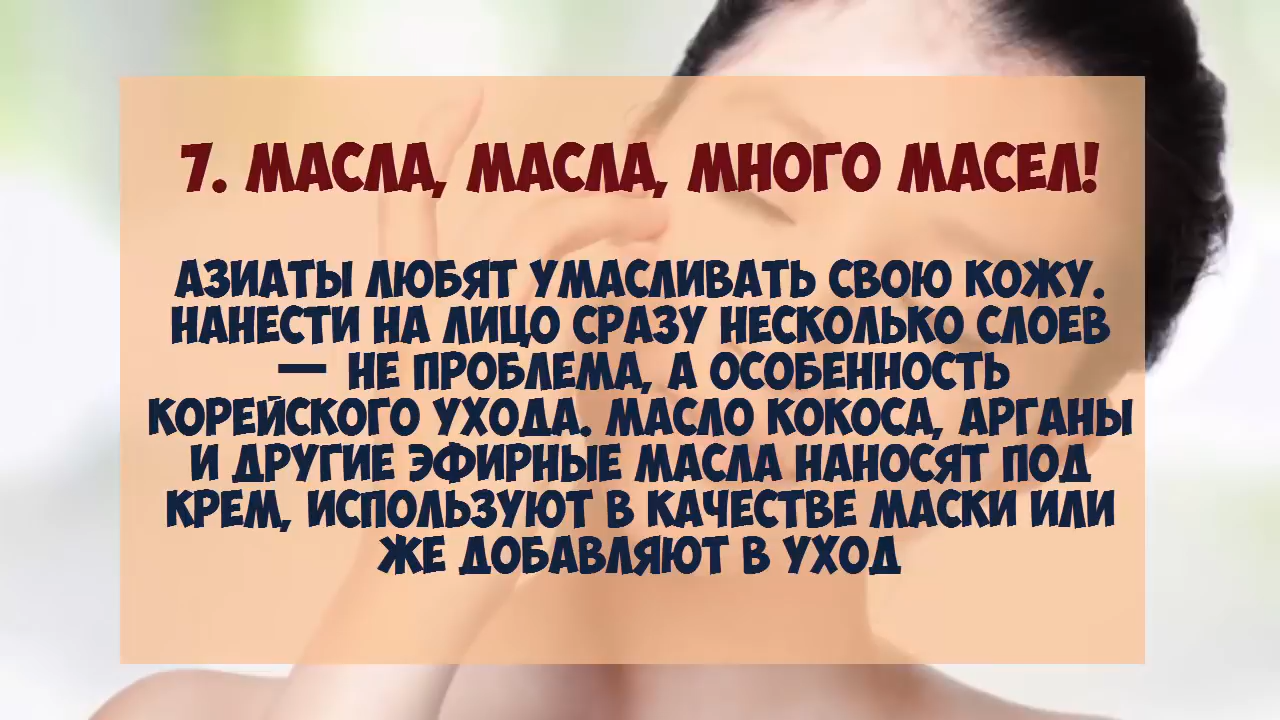 7. МАСЛА, МАСЛА, МНОГО МАСЕЛ!
АЗИАТЫ ЛЮБЯТ УМАСЛИВАТЬ СВОЮ КОЖУ.
НАНЕСТИ НА ЛИЦО СРАЗУ НЕСКОЛЬКО СЛОЕВ
— НЕ ПРОБЛЕМА, А ОСОБЕННОСТЬ
КОРЕЙСКОГО УХОДА. МАСЛО КОКОСА, АРГАНЫ
И ДРУГИЕ ЭФИРНЫЕ МАСЛА НАНОСЯТ ПОД
КРЕМ, ИСПОЛЬЗУЮТ В КАЧЕСТВЕ МАСКИ ИЛИ
ЖЕ ДОБАВЛЯЮТ В УХОД